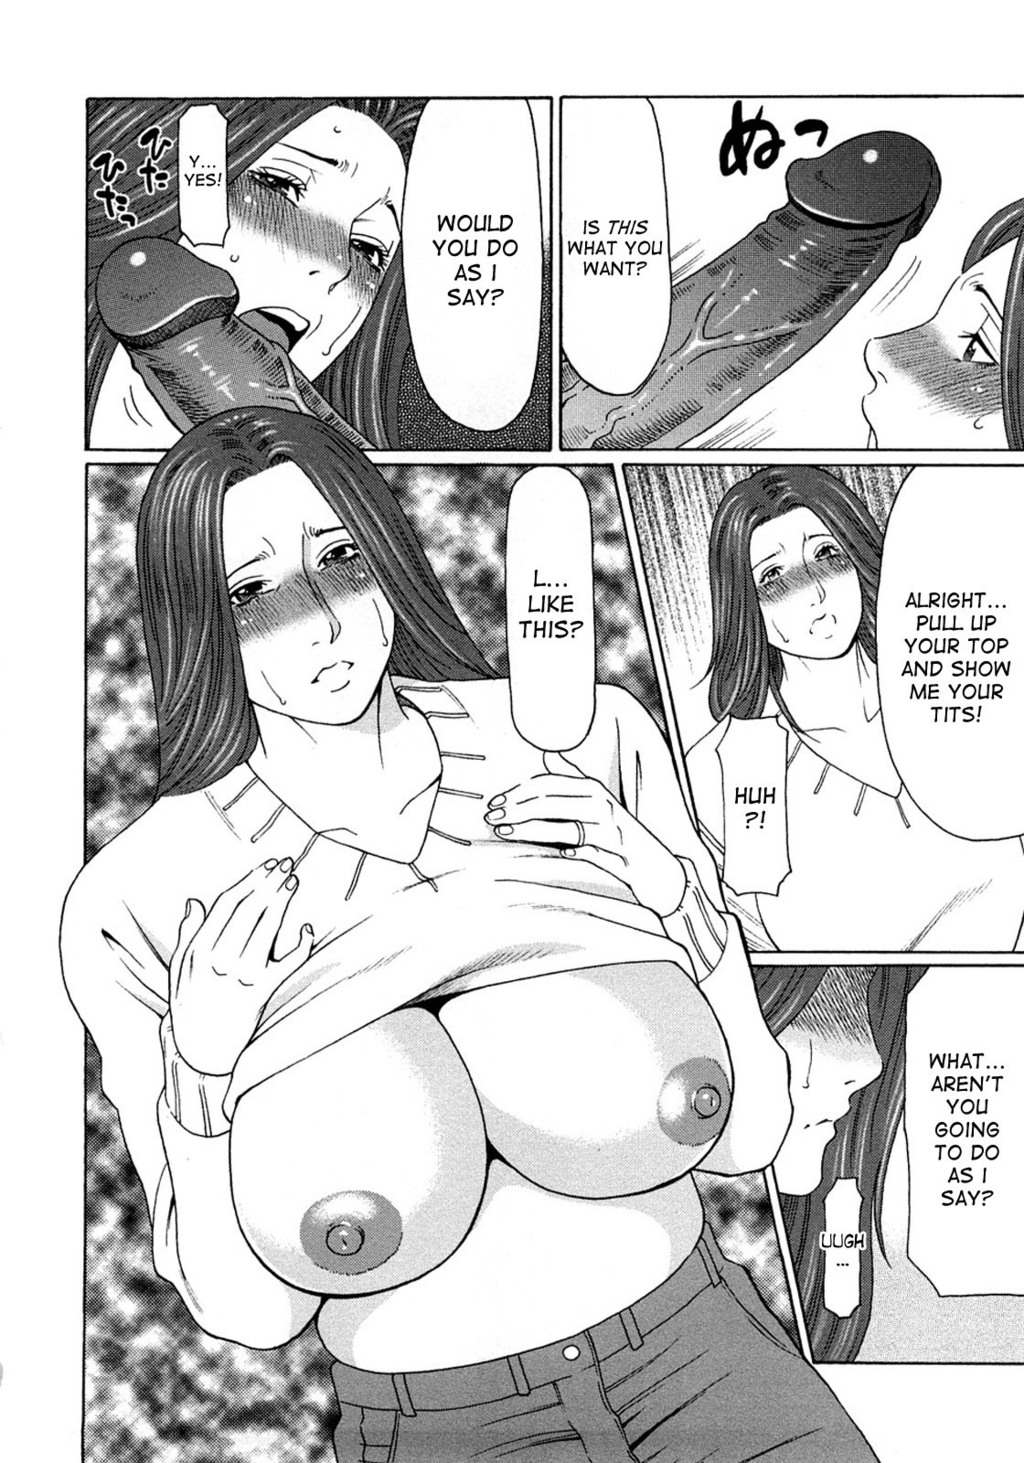 IS THIS
WHAT YOU
WANT?
ぬっ
WOULD
YOU DO
AS I
SAY?
Y...
YES!
ひた
ひたっ
ALRIGHT...
PULL UP
YOUR TOP
AND SHOW
ME YOUR
TITS!
HUH
?!
WHAT...
AREN'T
YOU
GOING
TO DO
AS I
SAY?
UUGH
...
L...
LIKE
THIS?